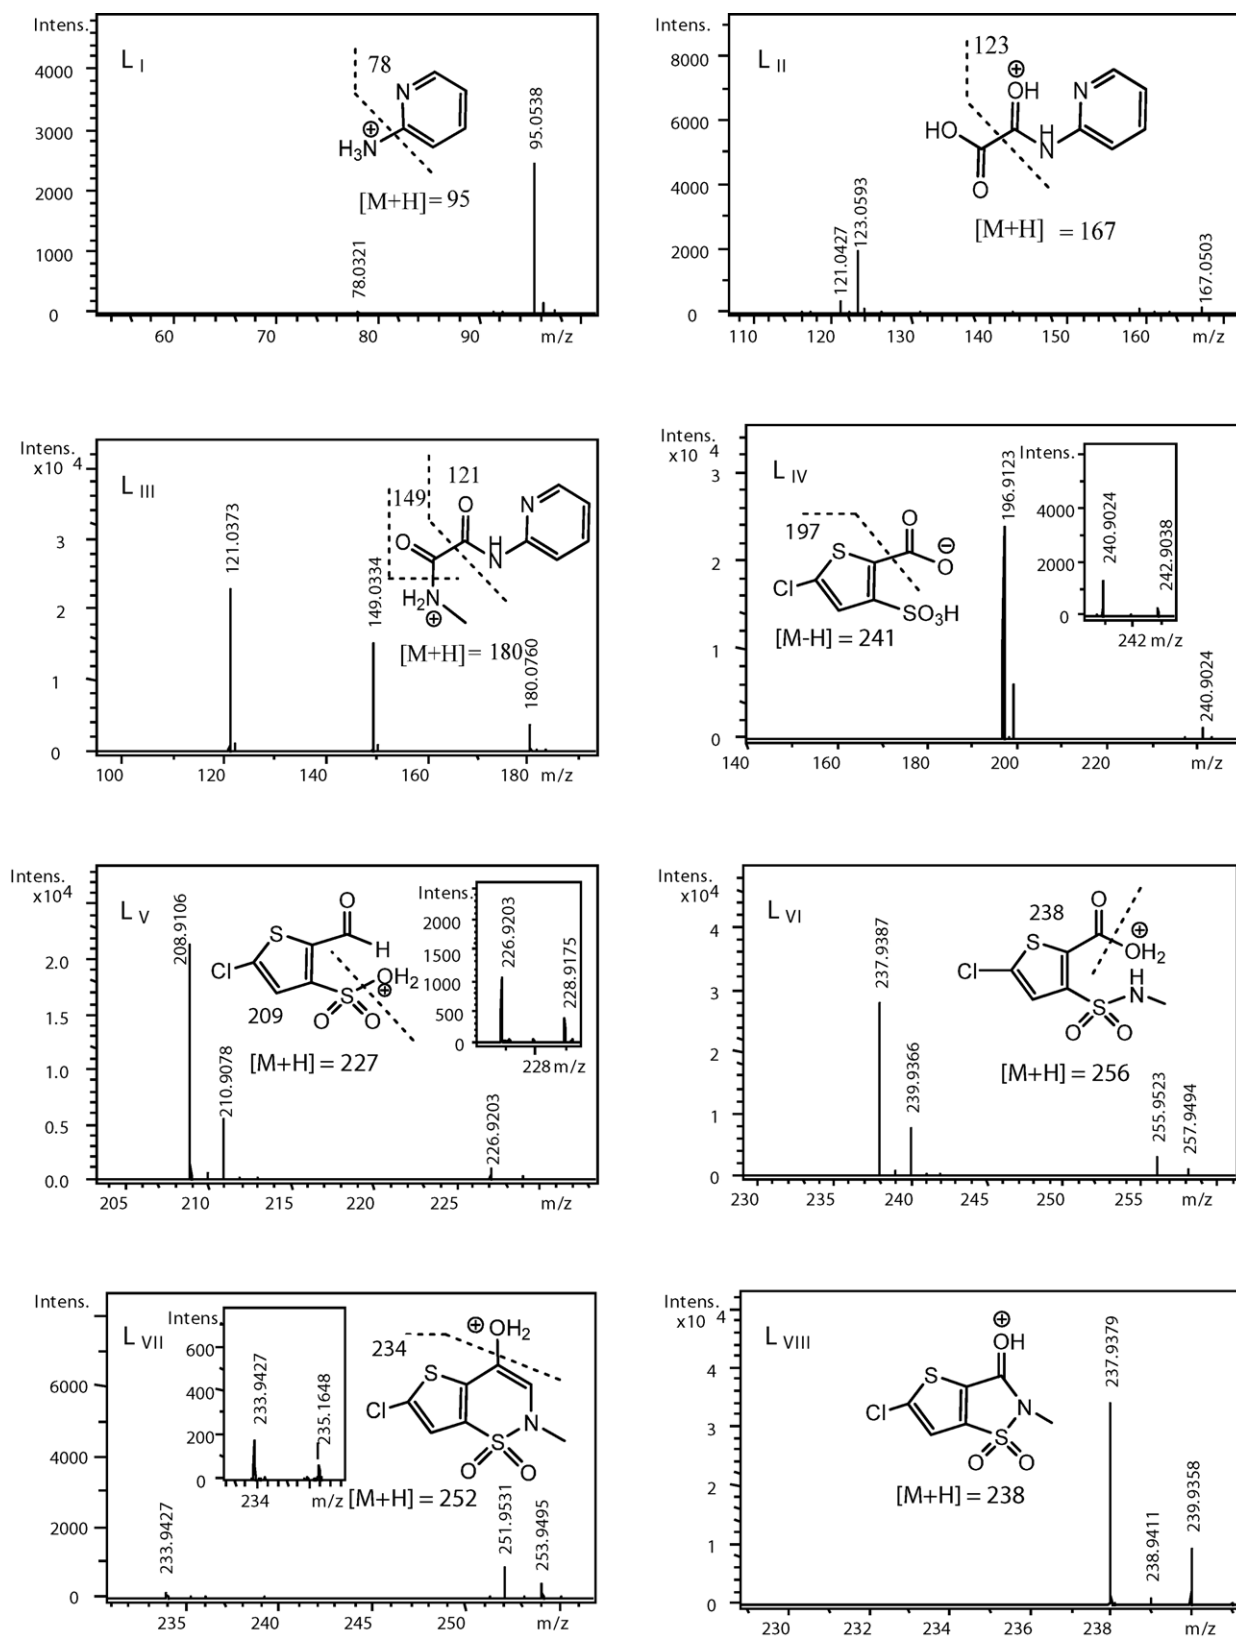 Intens.
L I
4000
3000
2000
1000
0
60
70
80
90
m/z
78
N
H3N
⊕
[M+H]= 95
78.0321
95.0538
Intens.
L II
8000
6000
4000
2000
0
110
120
130
140
150
160
m/z
123
⊕
OH
N
HO
H
N
O
[M+H] = 167
121.0427
123.0593
167.0503
Intens.
x10 4
L III
3
2
1
0
100
120
140
160
180
m/z
149
121
O
N
O
H
N
H2N
⊕
[M+H]= 180
121.0373
149.0334
180.0760
Intens.
x10 4
L IV
3
2
1
0
140
160
180
200
220
m/z
197
O
⊖
S
O
Cl
SO3H
[M-H] = 241
196.9123
240.9024
Intens.
4000
2000
0
240.9024
242.9038
242 m/z
Intens.
x10 4
L V
2.0
1.5
1.0
0.5
0.0
205
210
215
220
225
m/z
O
S
H
Cl
OH2
⊕
S
209
O
O
[M+H] = 227
208.9106
210.9078
226.9203
Intens.
2000
1500
1000
500
0
226.9203
228.9175
228 m/z
Intens.
x10 4
L VI
4
3
2
1
0
230
235
240
245
250
255
m/z
238
O
⊕
S
OH2
Cl
H
N
S
O
O
[M+H] = 256
237.9387
239.9366
255.9523
257.9494
Intens.
L VII
6000
4000
2000
0
235
240
245
250
m/z
234
⊕
OH2
S
Cl
N
S
O
O
[M+H] = 252
233.9427
251.9531
253.9495
Intens.
600
400
200
0
233.9427
235.1648
234
m/z
Intens.
x10 4
L VIII
4
3
2
1
0
230
232
234
236
238
m/z
⊕
OH
S
Cl
N
S
O
O
[M+H] = 238
237.9379
238.9411
239.9358